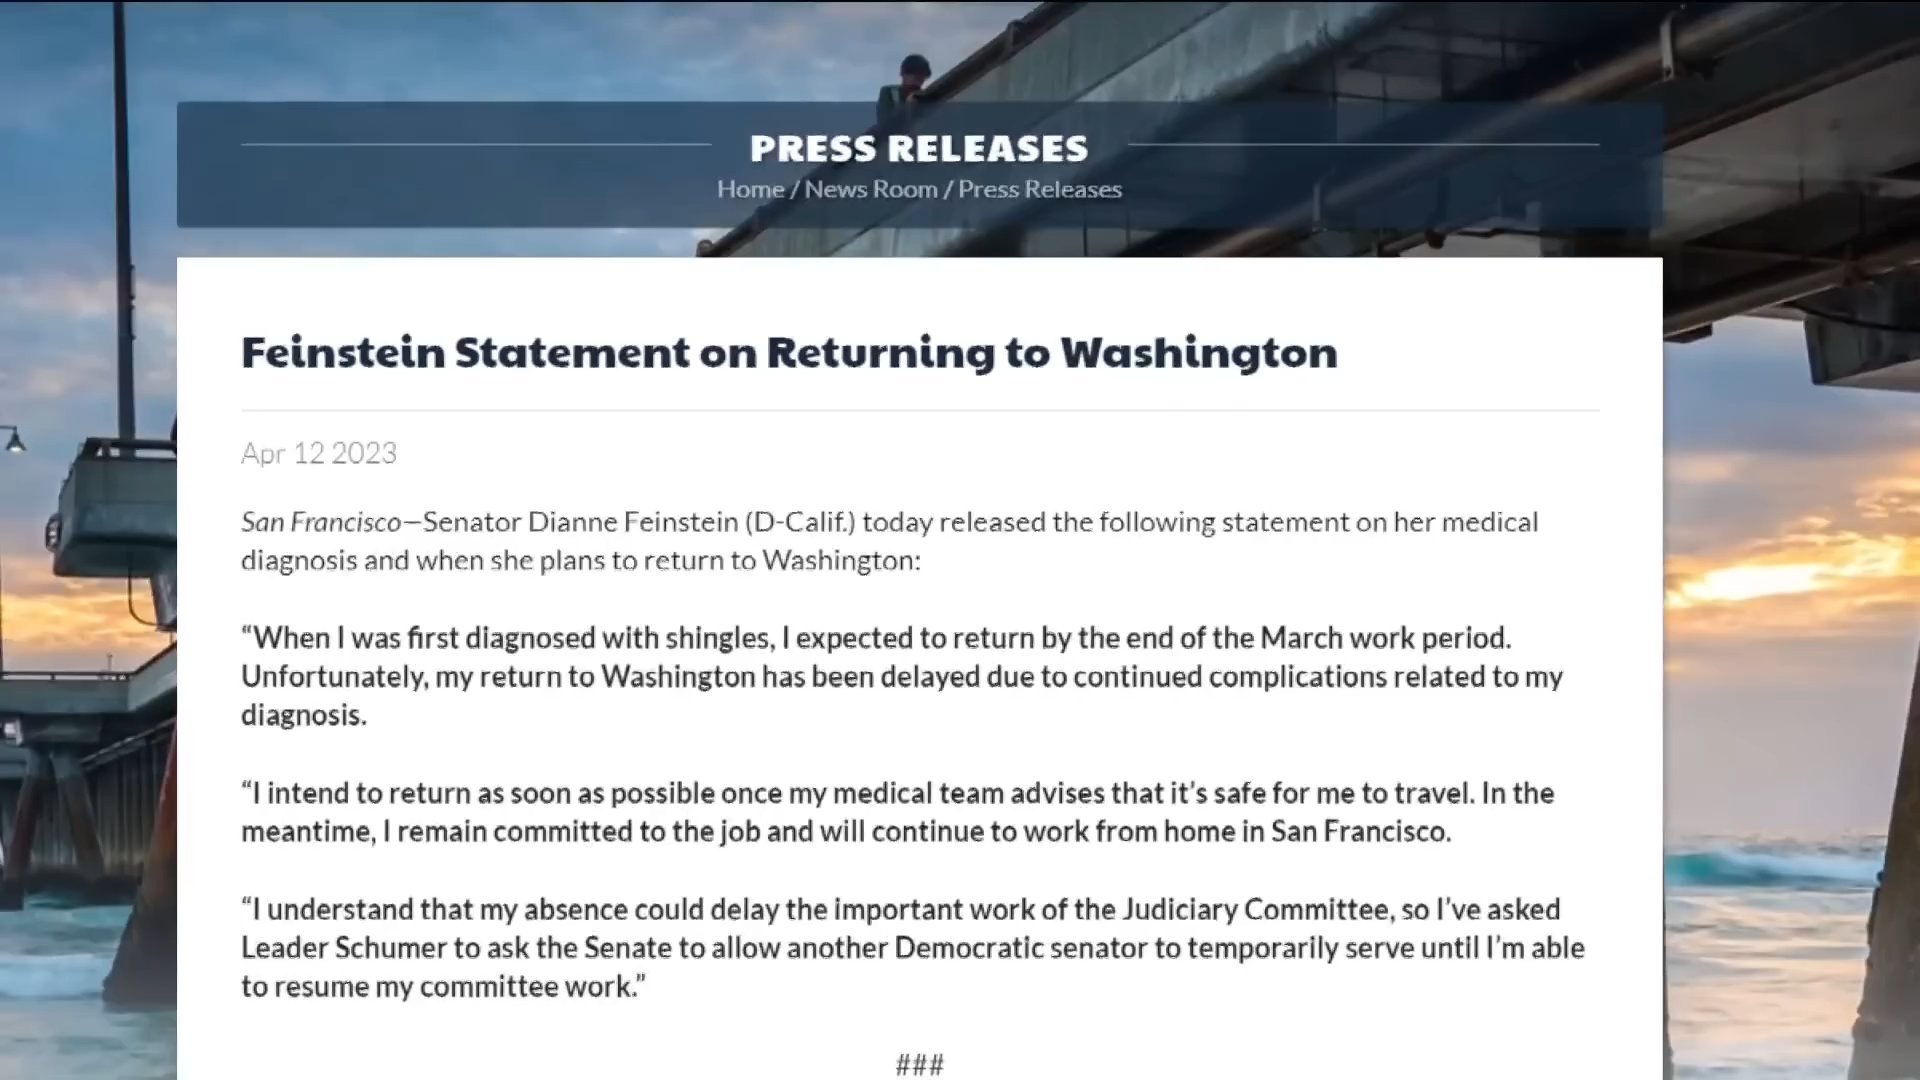 PRESS RELEASES
Home / News Room / Press Releases
Feinstein Statement on Returning to Washington
Apr 12 2023
San Francisco—Senator Dianne Feinstein (D-Calif.) today released the following statement on her medical
diagnosis and when she plans to return to Washington:
“When I was first diagnosed with shingles, I expected to return by the end of the March work period.
Unfortunately, my return to Washington has been delayed due to continued complications related to my
diagnosis.
“I intend to return as soon as possible once my medical team advises that it’s safe for me to travel. In the
meantime, I remain committed to the job and will continue to work from home in San Francisco.
“I understand that my absence could delay the important work of the Judiciary Committee, so I’ve asked
Leader Schumer to ask the Senate to allow another Democratic senator to temporarily serve until I’m able
to resume my committee work.”
###